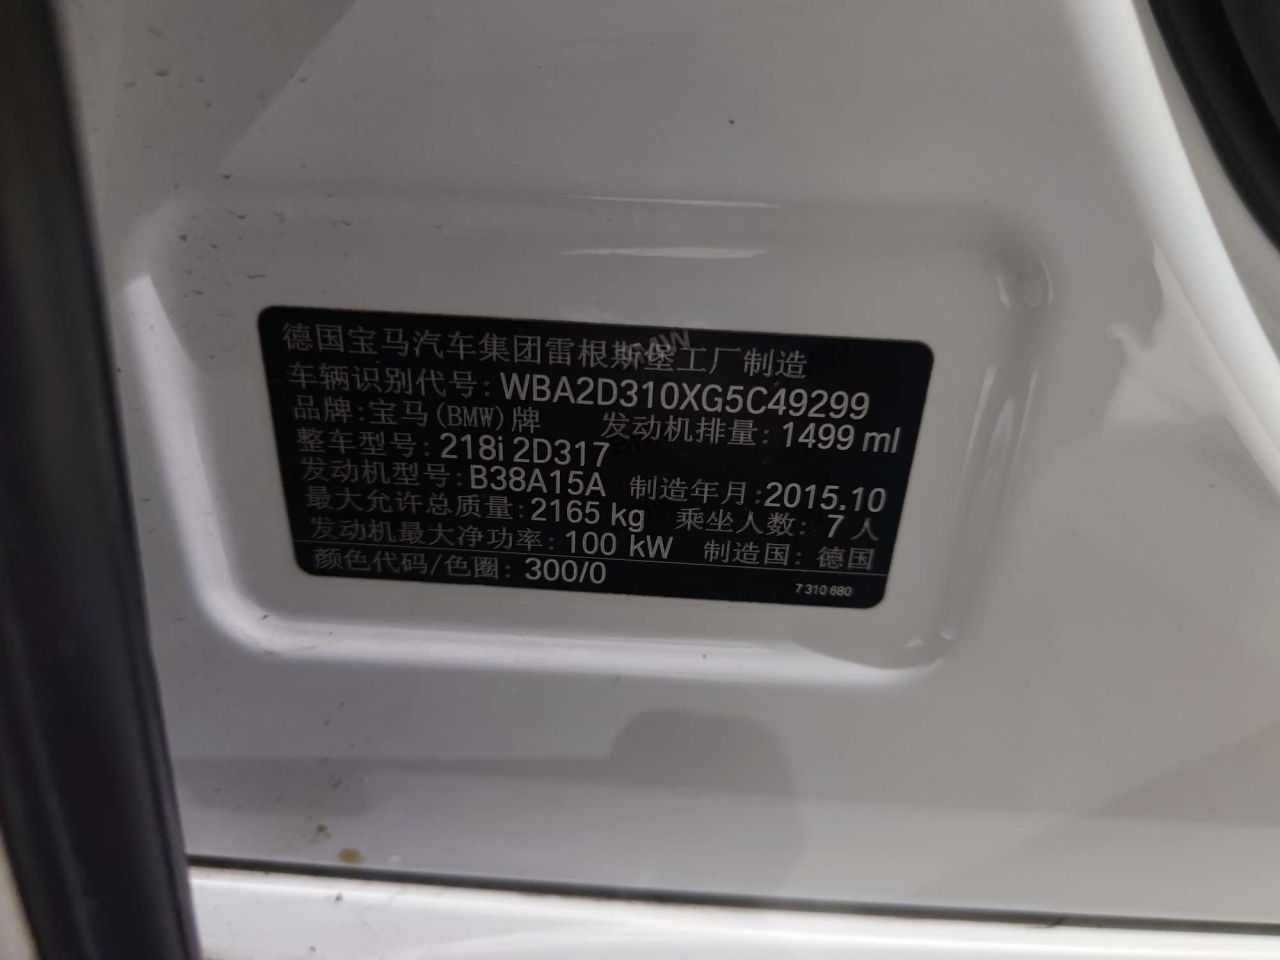 德国宝马汽车集团雷根斯堡工厂制造
车辆识别代号: WBA2D310XG5C49299
品牌:宝马(BMW)牌 发动机排量: 1499 ml
整车型号: 218i 2D317
发动机型号: B38A15A 制造年月:2015.10
最大允许总质量: 2165 kg 乘坐人数: 7人
发动机最大净功率: 100 kW 制造国: 德国
颜色代码/色圈: 300/0
7 310 680